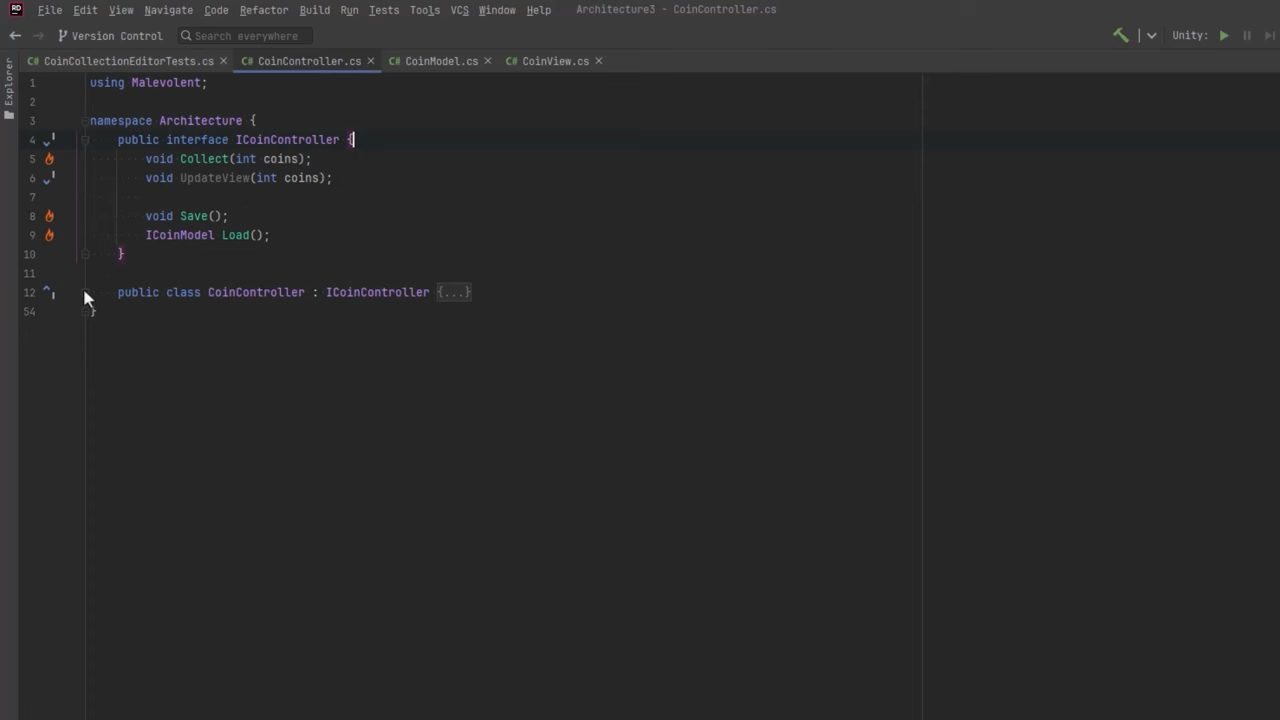 RD File Edit View Navigate Code Refactor Build Run Tests Tools VCS Window Help Architecture3 - CoinController.cs
Version Control Search everywhere Unity:
Explorer
C# CoinCollectionEditorTests.cs C# CoinController.cs C# CoinModel.cs C# CoinView.cs
1 using Malevolent;
2
3 namespace Architecture {
4 public interface ICoinController {
5 void Collect(int coins);
6 void UpdateView(int coins);
7
8 void Save();
9 ICoinModel Load();
10 }
11
12 public class CoinController : ICoinController {...}
54 }